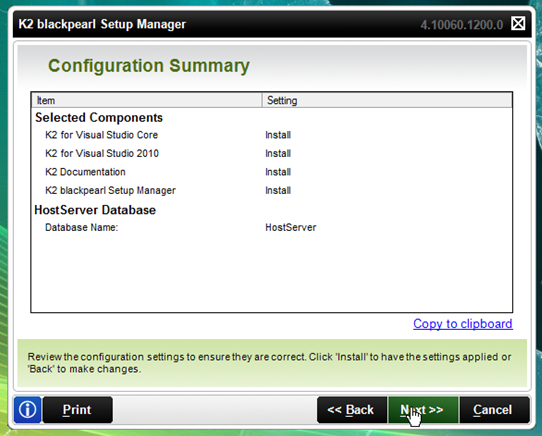 K2 blackpearl Setup Manager 4.10060.1200.0
Configuration Summary
Item Setting
Selected Components
K2 for Visual Studio Core Install
K2 for Visual Studio 2010 Install
K2 Documentation Install
K2 blackpearl Setup Manager Install
HostServer Database
Database Name: HostServer
Copy to clipboard
Review the configuration settings to ensure they are correct. Click 'Install' to have the settings applied or
'Back' to make changes.
Print << Back Next >> Cancel